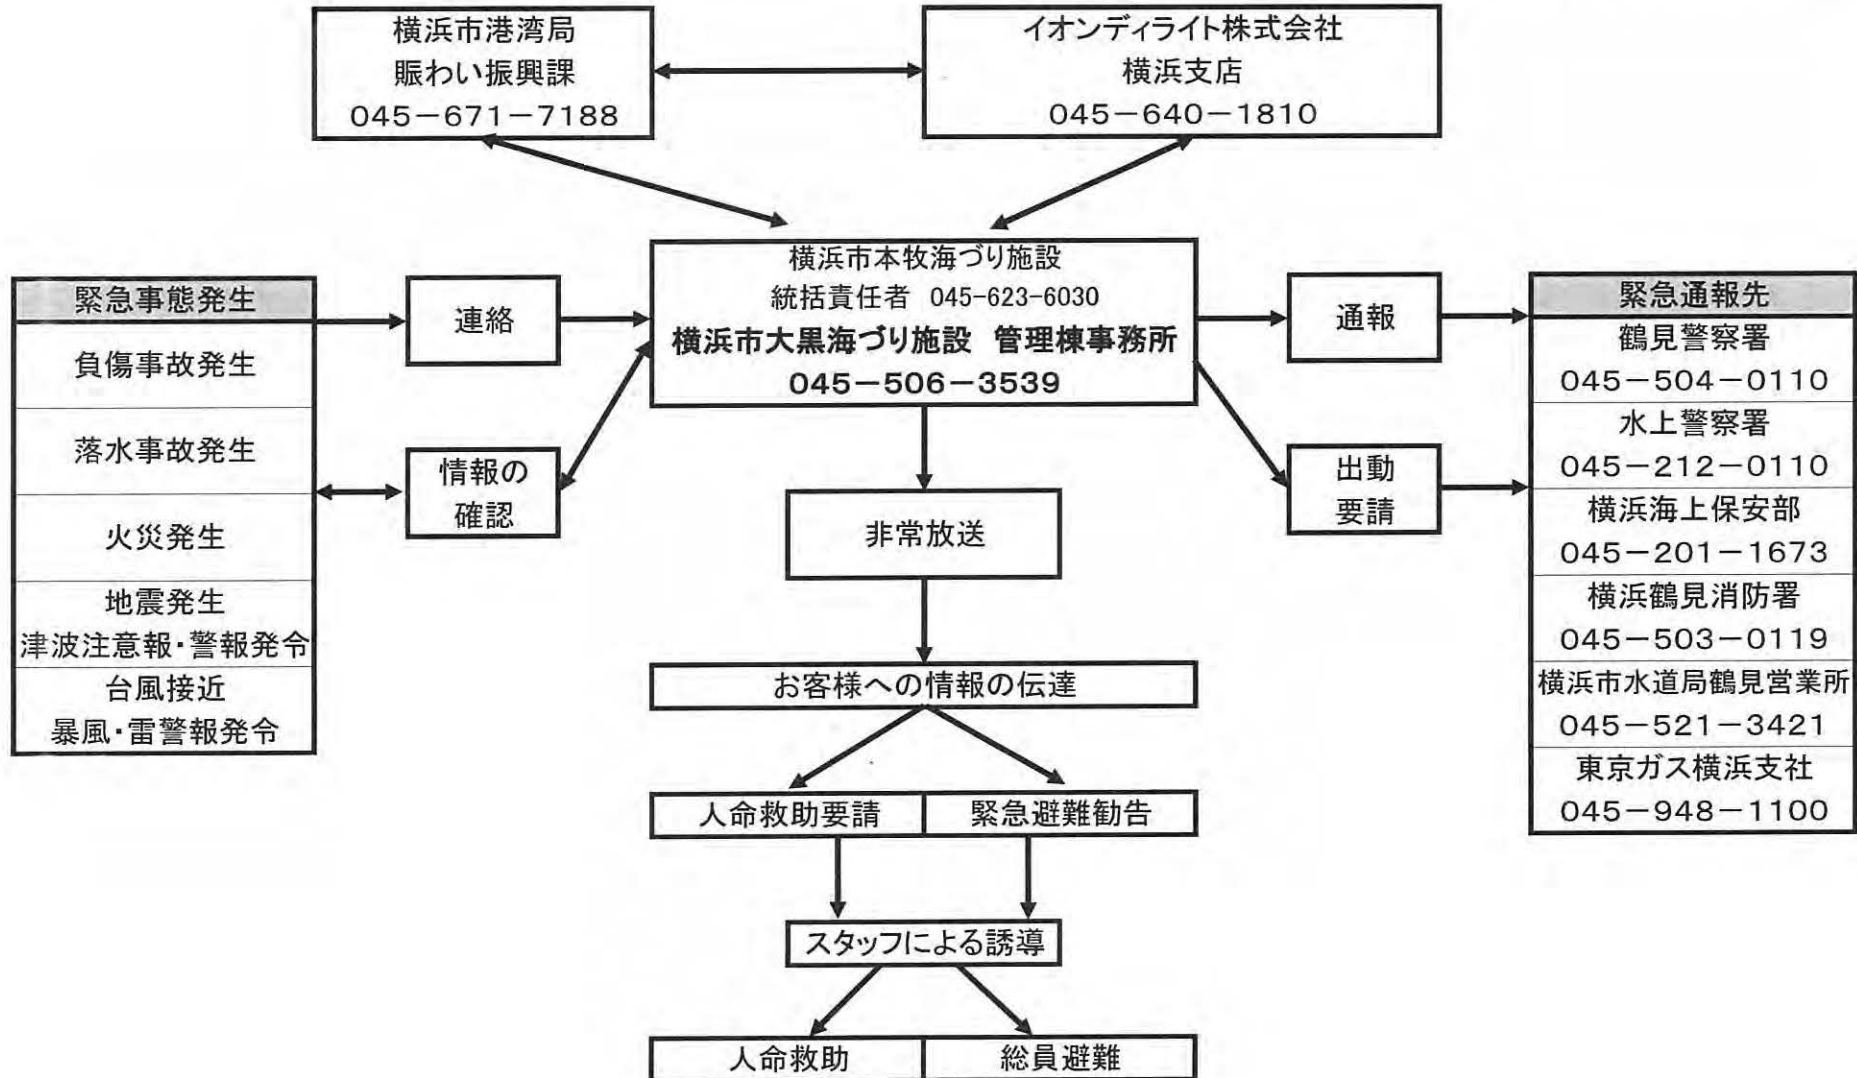 横浜市港湾局
賑わい振興課
045－671－7188
イオンディライト株式会社
横浜支店
045－640－1810
横浜市本牧海づり施設
統括責任者 045-623-6030
横浜市大黒海づり施設 管理棟事務所
045－506－3539
緊急事態発生
負傷事故発生
落水事故発生
火災発生
地震発生
津波注意報・警報発令
台風接近
暴風・雷警報発令
連絡
情報の
確認
通報
出動
要請
緊急通報先
鶴見警察署
045－504－0110
水上警察署
045－212－0110
横浜海上保安部
045－201－1673
横浜鶴見消防署
045－503－0119
横浜市水道局鶴見営業所
045－521－3421
東京ガス横浜支社
045－948－1100
非常放送
お客様への情報の伝達
人命救助要請
緊急避難勧告
スタッフによる誘導
人命救助
総員避難